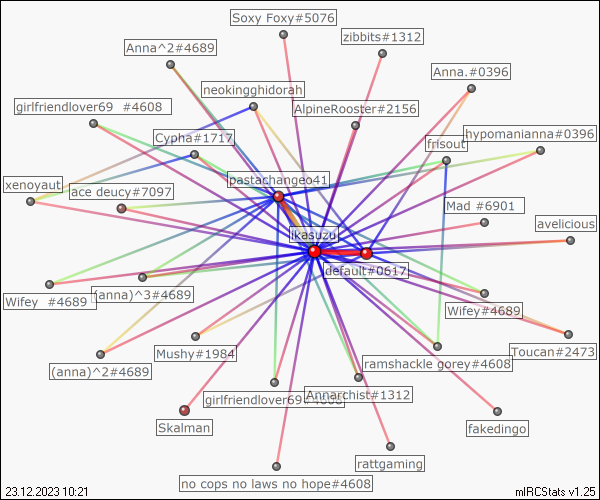 Soxy Foxy#5076
zibbits#1312
Anna^2#4689
Anna.#0396
neokingghidorah
girlfriendlover69 #4608
AlpineRooster#2156
Cypha#1717
frisout
hypomanianna#0396
pastachangeo41
xenoyaut
ace deucy#7097
Mad #6901
avelicious
ikasuzu
default#0617
Wifey #4689
(anna)^3#4689
Wifey#4689
Mushy#1984
Toucan#2473
ramshackle gorey#4608
(anna)^2#4689
girlfriendlover69#4608
Annarchist#1312
Skalman
fakedingo
rattgaming
no cops no laws no hope#4608
23.12.2023 10:21
mIRCStats v1.25